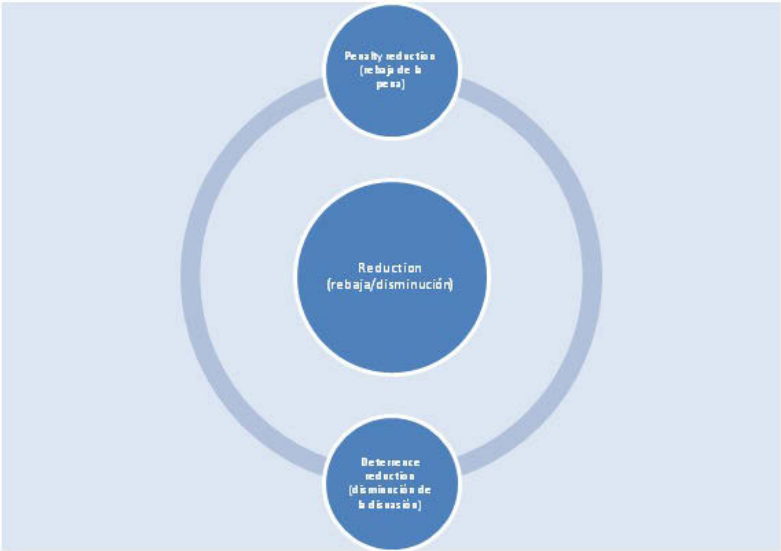 Penalty reduction
(rebaja de la
pena)
Reduction
(rebaja/disminución)
Deterrence
reduction
(disminución de
la disuasión)